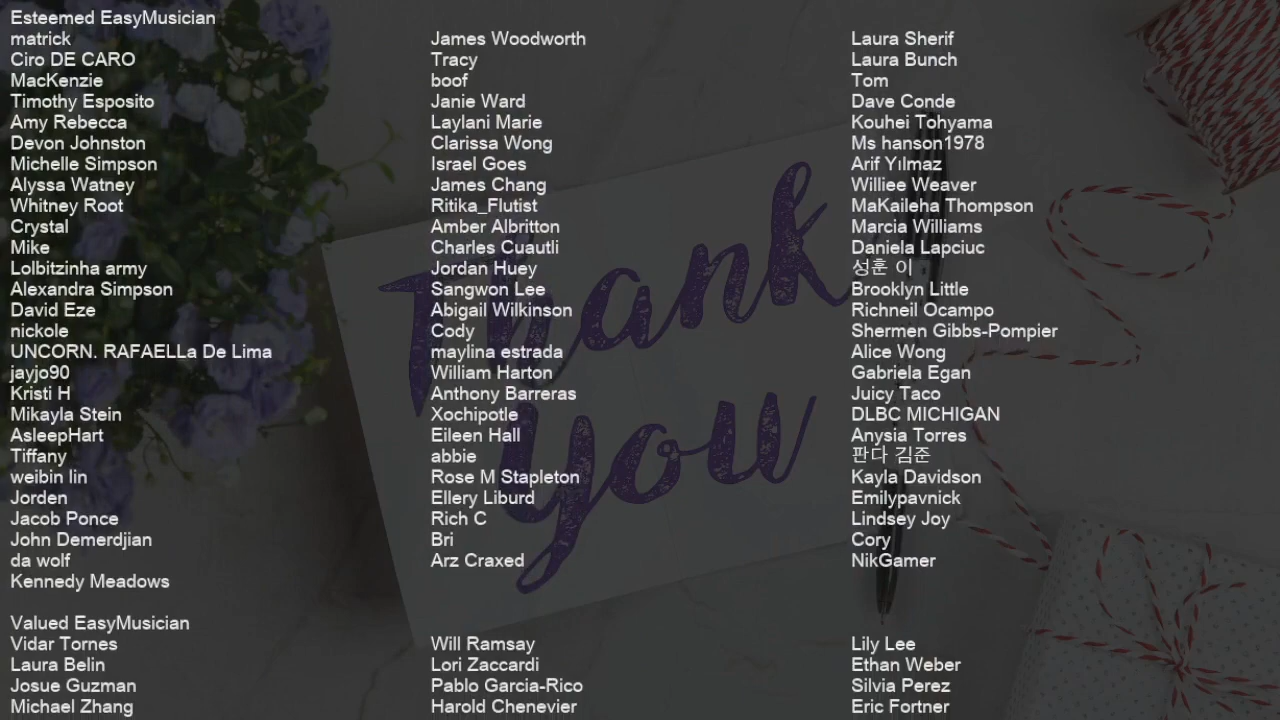 Esteemed EasyMusician
matrick
Ciro DE CARO
MacKenzie
Timothy Esposito
Amy Rebecca
Devon Johnston
Michelle Simpson
Alyssa Watney
Whitney Root
Crystal
Mike
Lolbitzinha army
Alexandra Simpson
David Eze
nickole
UNCORN. RAFAELLa De Lima
jayjo90
Kristi H
Mikayla Stein
AsleepHart
Tiffany
weibin lin
Jorden
Jacob Ponce
John Demerdjian
da wolf
Kennedy Meadows
James Woodworth
Tracy
boof
Janie Ward
Laylani Marie
Clarissa Wong
Israel Goes
James Chang
Ritika_Flutist
Amber Albritton
Charles Cuautli
Jordan Huey
Sangwon Lee
Abigail Wilkinson
Cody
maylina estrada
William Harton
Anthony Barreras
Xochipotle
Eileen Hall
abbie
Rose M Stapleton
Ellery Liburd
Rich C
Bri
Arz Craxed
Laura Sherif
Laura Bunch
Tom
Dave Conde
Kouhei Tohyama
Ms hanson1978
Arif Yılmaz
Williee Weaver
MaKaileha Thompson
Marcia Williams
Daniela Lapciuc
성훈 이
Brooklyn Little
Richneil Ocampo
Shermen Gibbs-Pompier
Alice Wong
Gabriela Egan
Juicy Taco
DLBC MICHIGAN
Anysia Torres
판다 김준
Kayla Davidson
Emilypavnick
Lindsey Joy
Cory
NikGamer
Valued EasyMusician
Vidar Tornes
Laura Belin
Josue Guzman
Michael Zhang
Will Ramsay
Lori Zaccardi
Pablo Garcia-Rico
Harold Chenevier
Lily Lee
Ethan Weber
Silvia Perez
Eric Fortner
Thank
you